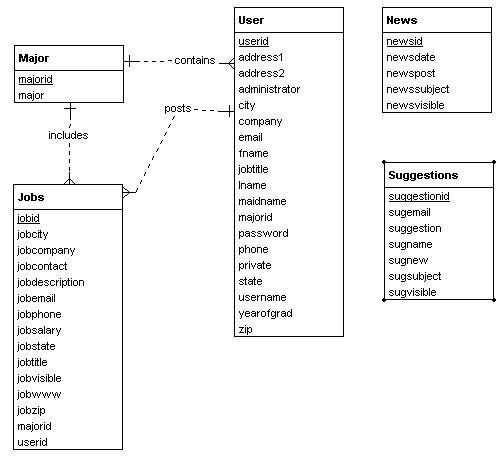 Major
majorid
major
contains
includes
posts
User
userid
address1
address2
administrator
city
company
email
fname
jobtitle
lname
maidname
majorid
password
phone
private
state
username
yearofgrad
zip
News
newsid
newsdate
newspost
newssubject
newsvisible
Suggestions
suggestionid
sugemail
suggestion
sugname
sugnew
sugsubject
sugvisible
Jobs
jobid
jobcity
jobcompany
jobcontact
jobdescription
jobemail
jobphone
jobsalary
jobstate
jobtitle
jobvisible
jobwww
jobzip
majorid
userid